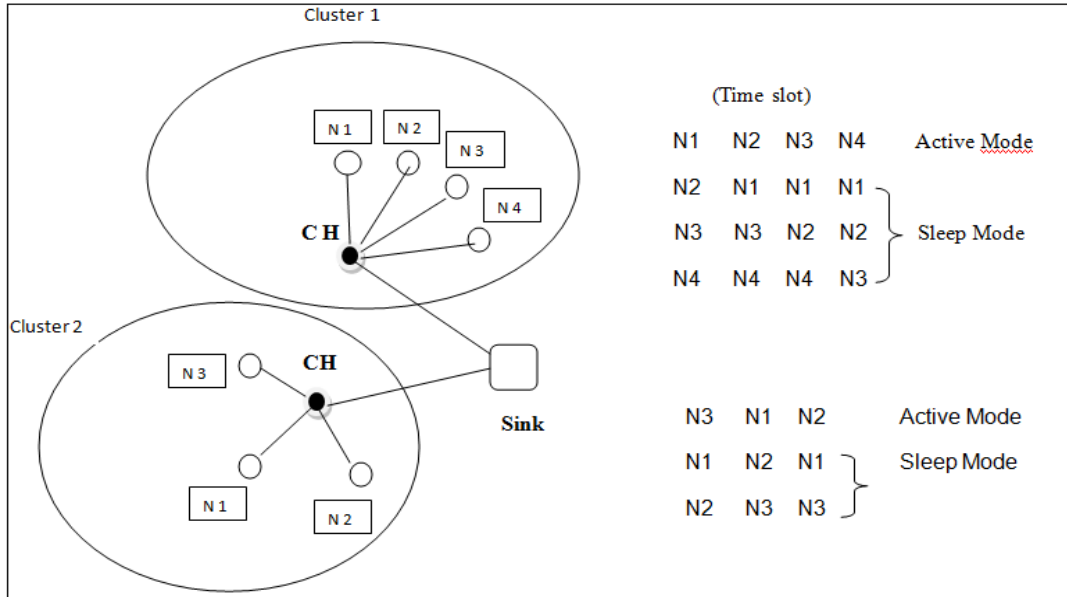 Cluster 1
N 1
N 2
N 3
N 4
C H
Cluster 2
N 3
CH
N 1
N 2
Sink
(Time slot)
N1 N2 N3 N4 Active Mode
N2 N1 N1 N1
N3 N3 N2 N2 Sleep Mode
N4 N4 N4 N3
N3 N1 N2 Active Mode
N1 N2 N1 Sleep Mode
N2 N3 N3